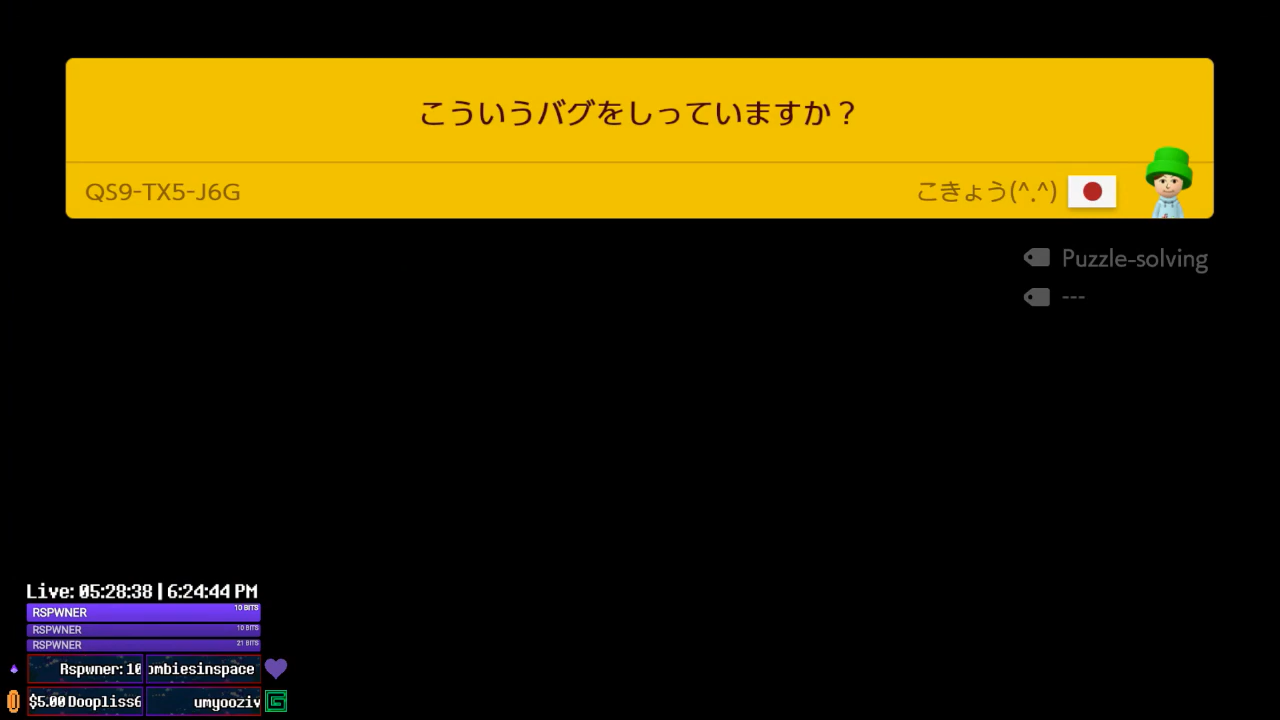 こういうバグをしっていますか？
QS9-TX5-J6G
こきょう(^.^)
Puzzle-solving
---
Live: 05:28:38 | 6:24:44 PM
RSPWNER 10 BITS
RSPWNER 10 BITS
RSPWNER 21 BITS
Rspwner: 10 ombiesinspace
$5.00 Doopliss6 umyooziv